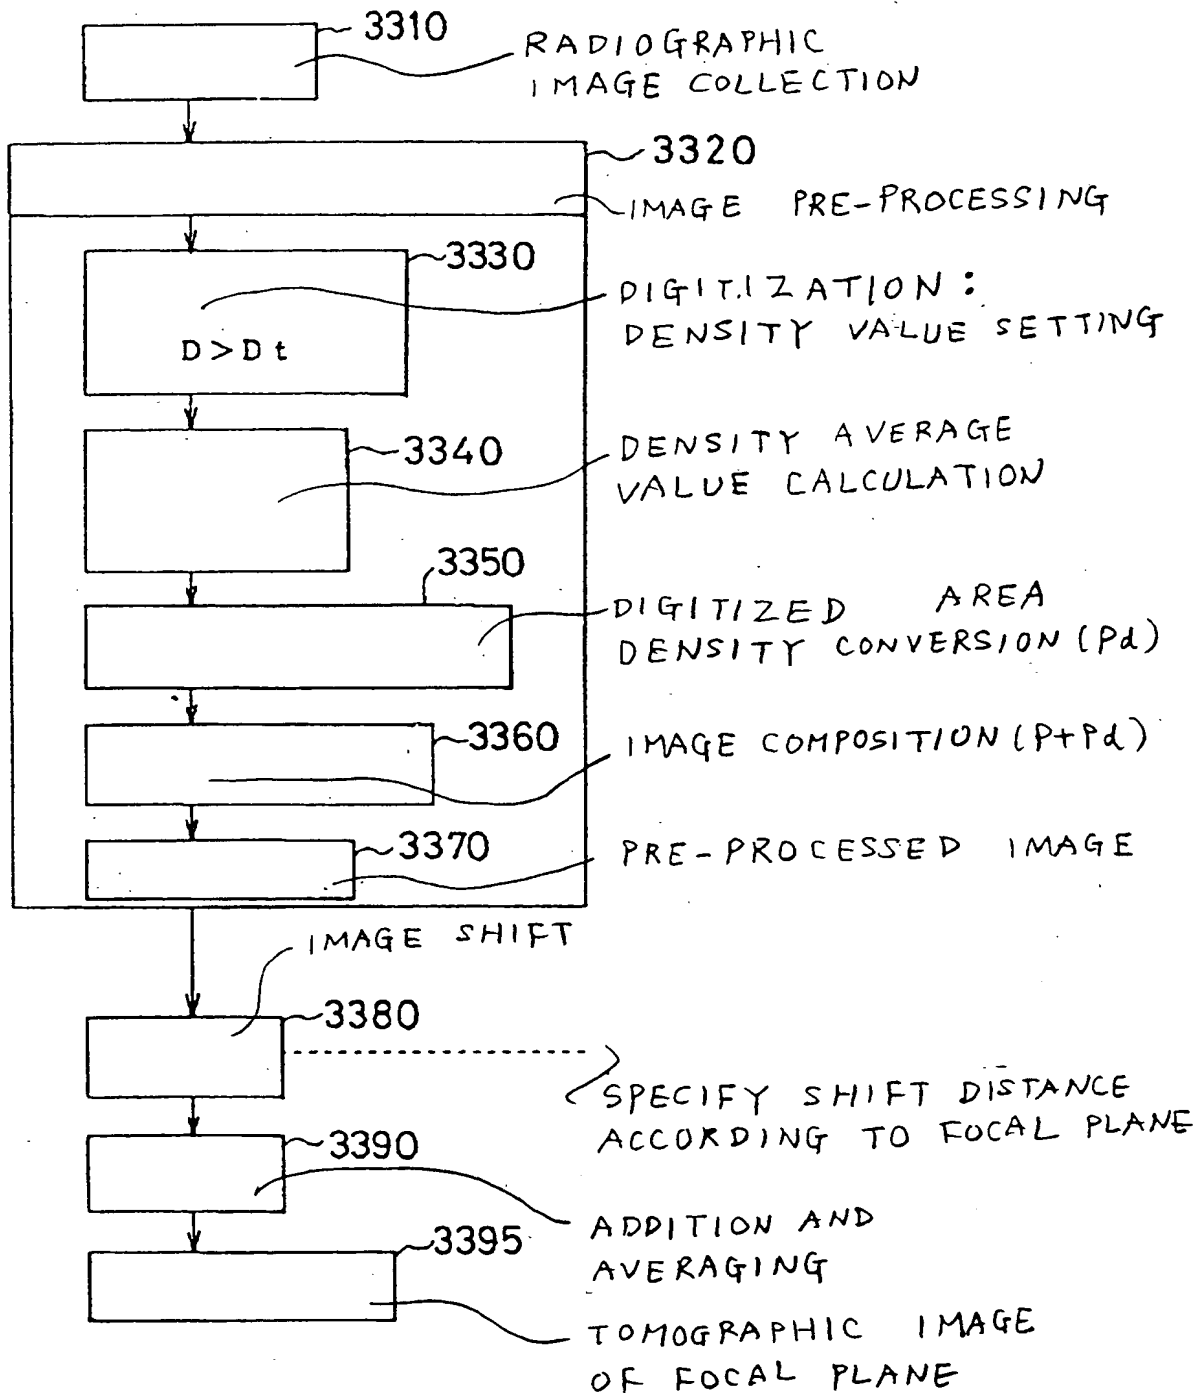 3310
RADIOGRAPHIC
IMAGE COLLECTION
3320
IMAGE PRE-PROCESSING
3330
DIGITIZATION:
DENSITY VALUE SETTING
D>Dt
3340
DENSITY AVERAGE
VALUE CALCULATION
3350
DIGITIZED AREA
DENSITY CONVERSION (Pd)
3360
IMAGE COMPOSITION (P+Pd)
3370
PRE-PROCESSED IMAGE
IMAGE SHIFT
3380
SPECIFY SHIFT DISTANCE
ACCORDING TO FOCAL PLANE
3390
ADDITION AND
AVERAGING
3395
TOMOGRAPHIC IMAGE
OF FOCAL PLANE